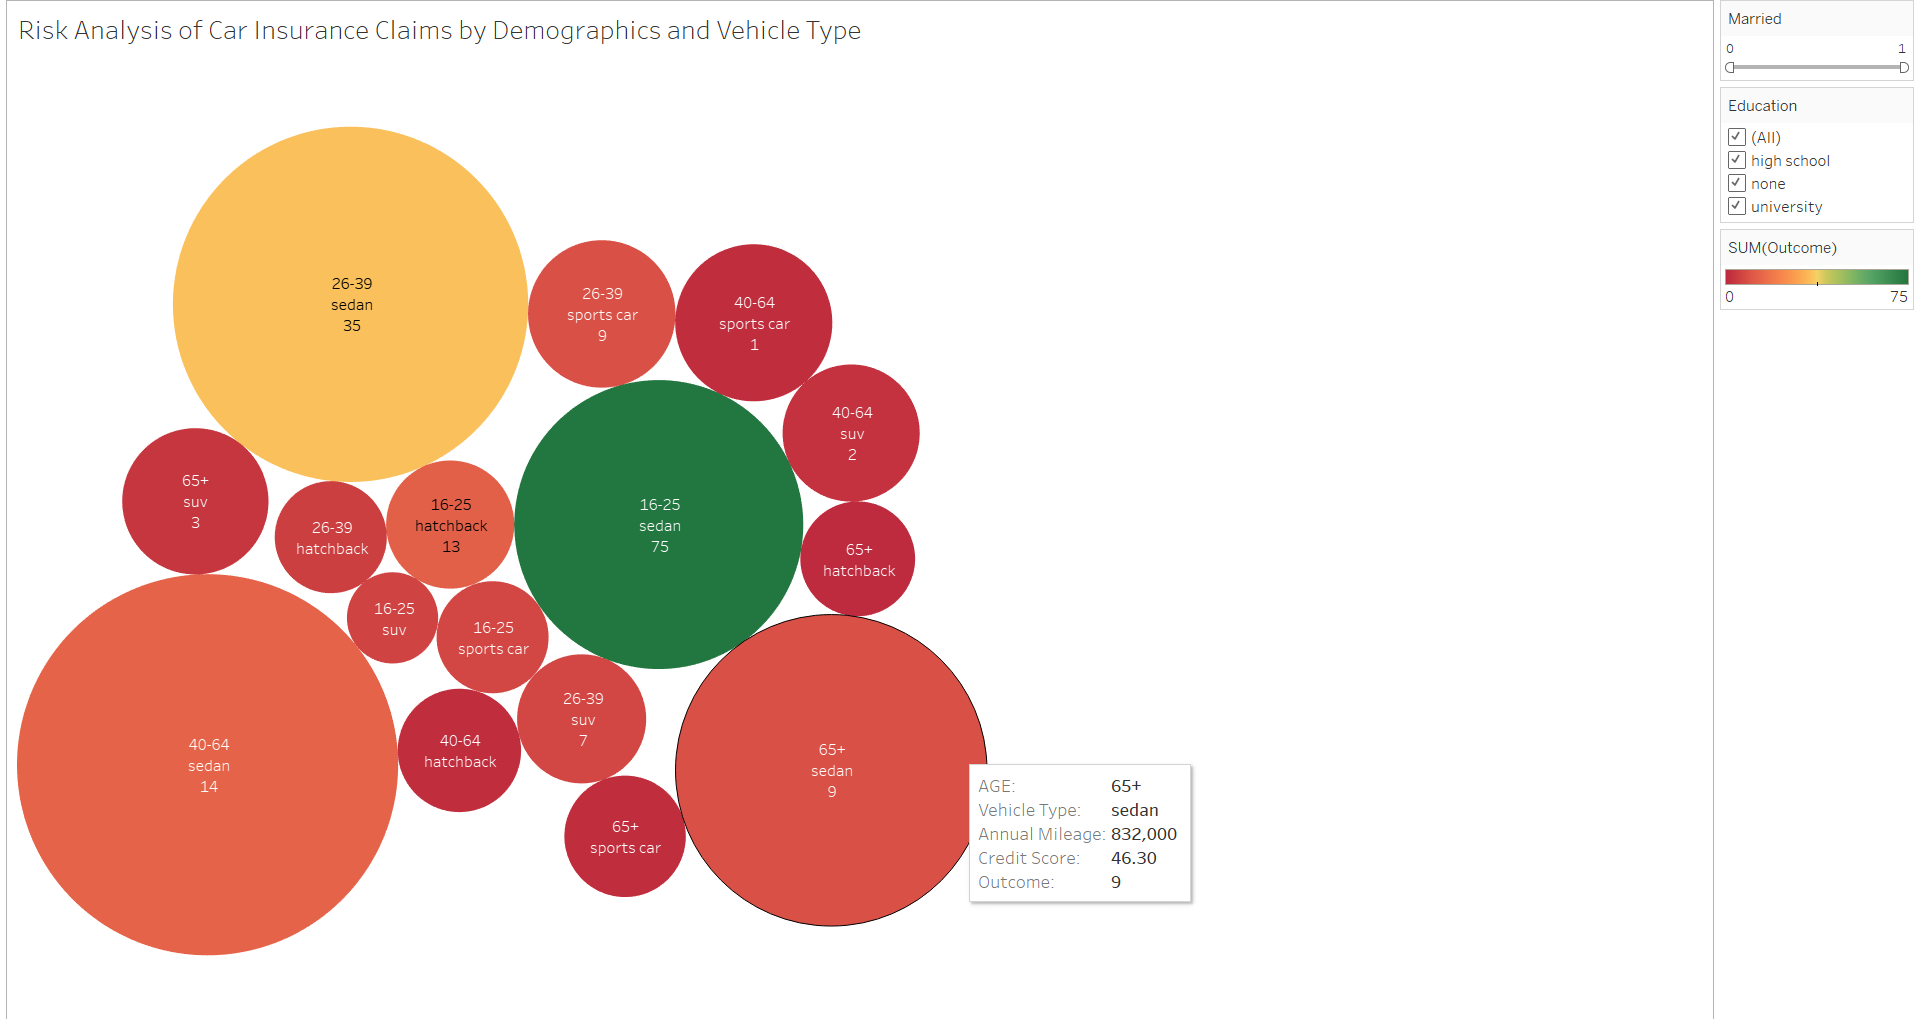 Risk Analysis of Car Insurance Claims by Demographics and Vehicle Type
26-39
sedan
35
26-39
sports car
9
40-64
sports car
1
40-64
suv
2
65+
suv
3
26-39
hatchback
16-25
hatchback
13
16-25
sedan
75
65+
hatchback
16-25
suv
16-25
sports car
26-39
suv
7
40-64
sedan
14
40-64
hatchback
65+
sports car
65+
sedan
9
AGE: 65+
Vehicle Type: sedan
Annual Mileage: 832,000
Credit Score: 46.30
Outcome: 9
Married
0 1
Education
(All)
high school
none
university
SUM(Outcome)
0 75